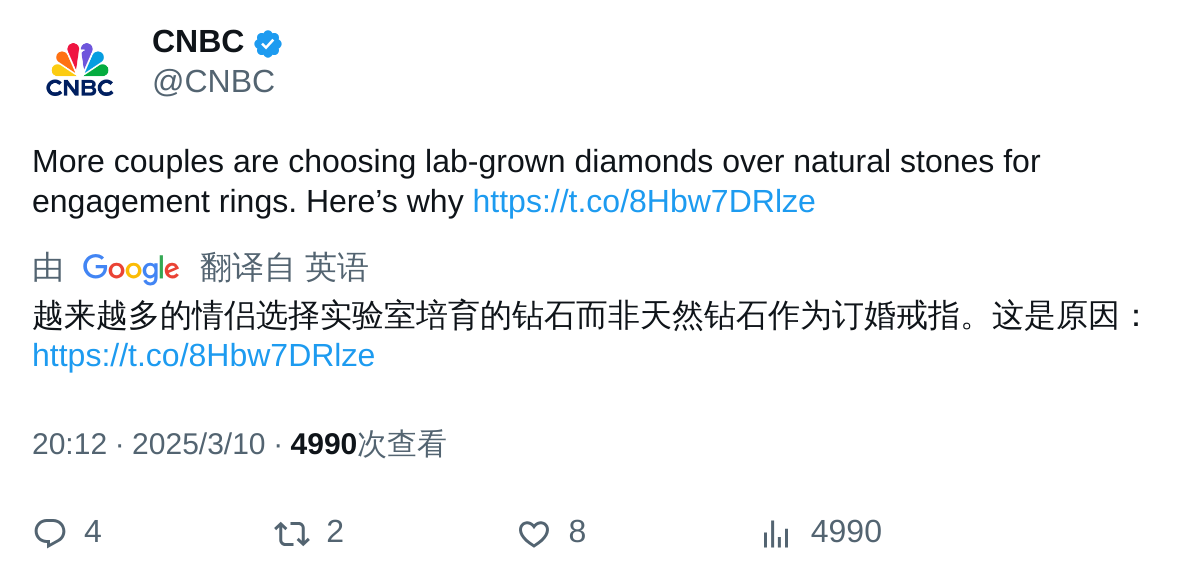 CNBC
@CNBC
CNBC
More couples are choosing lab-grown diamonds over natural stones for
engagement rings. Here’s why https://t.co/8Hbw7DRlze
由 Google 翻译自 英语
越来越多的情侣选择实验室培育的钻石而非天然钻石作为订婚戒指。这是原因：
https://t.co/8Hbw7DRlze
20:12 · 2025/3/10 · 4990次查看
4 2 8 4990